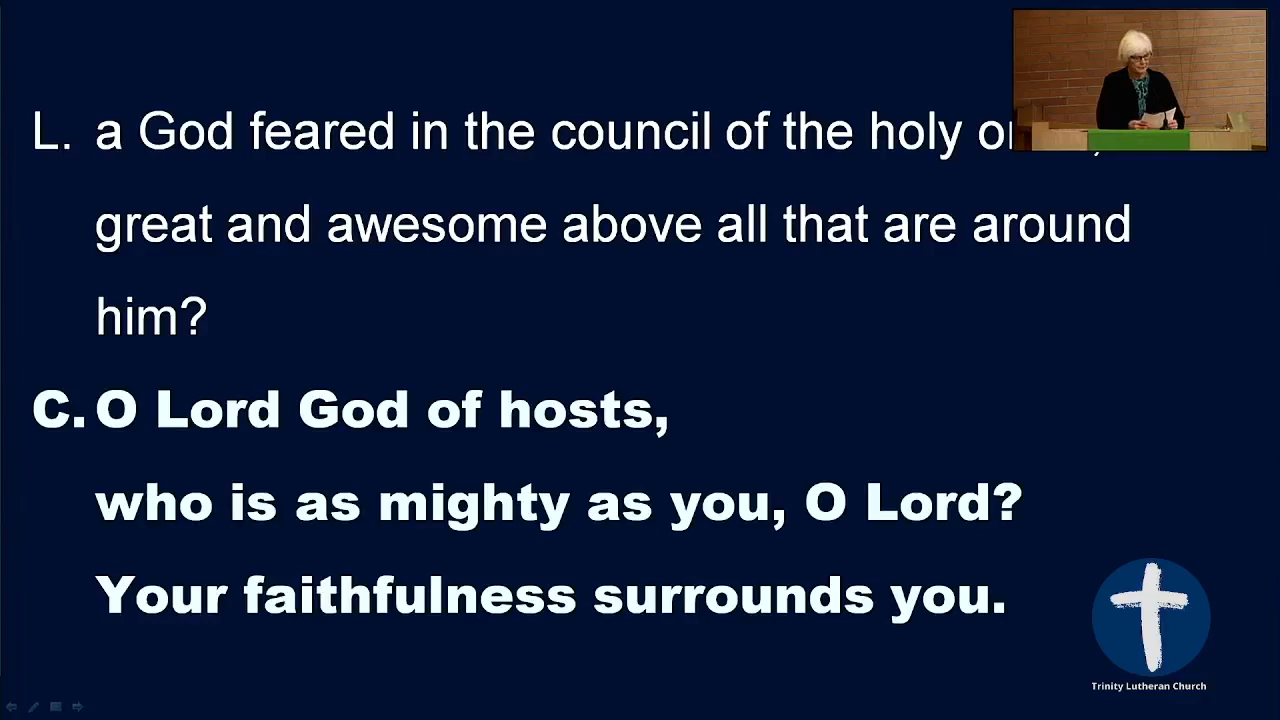 L. a God feared in the council of the holy
great and awesome above all that are around
him?
C. O Lord God of hosts,
who is as mighty as you, O Lord?
Your faithfulness surrounds you.
Trinity Lutheran Church